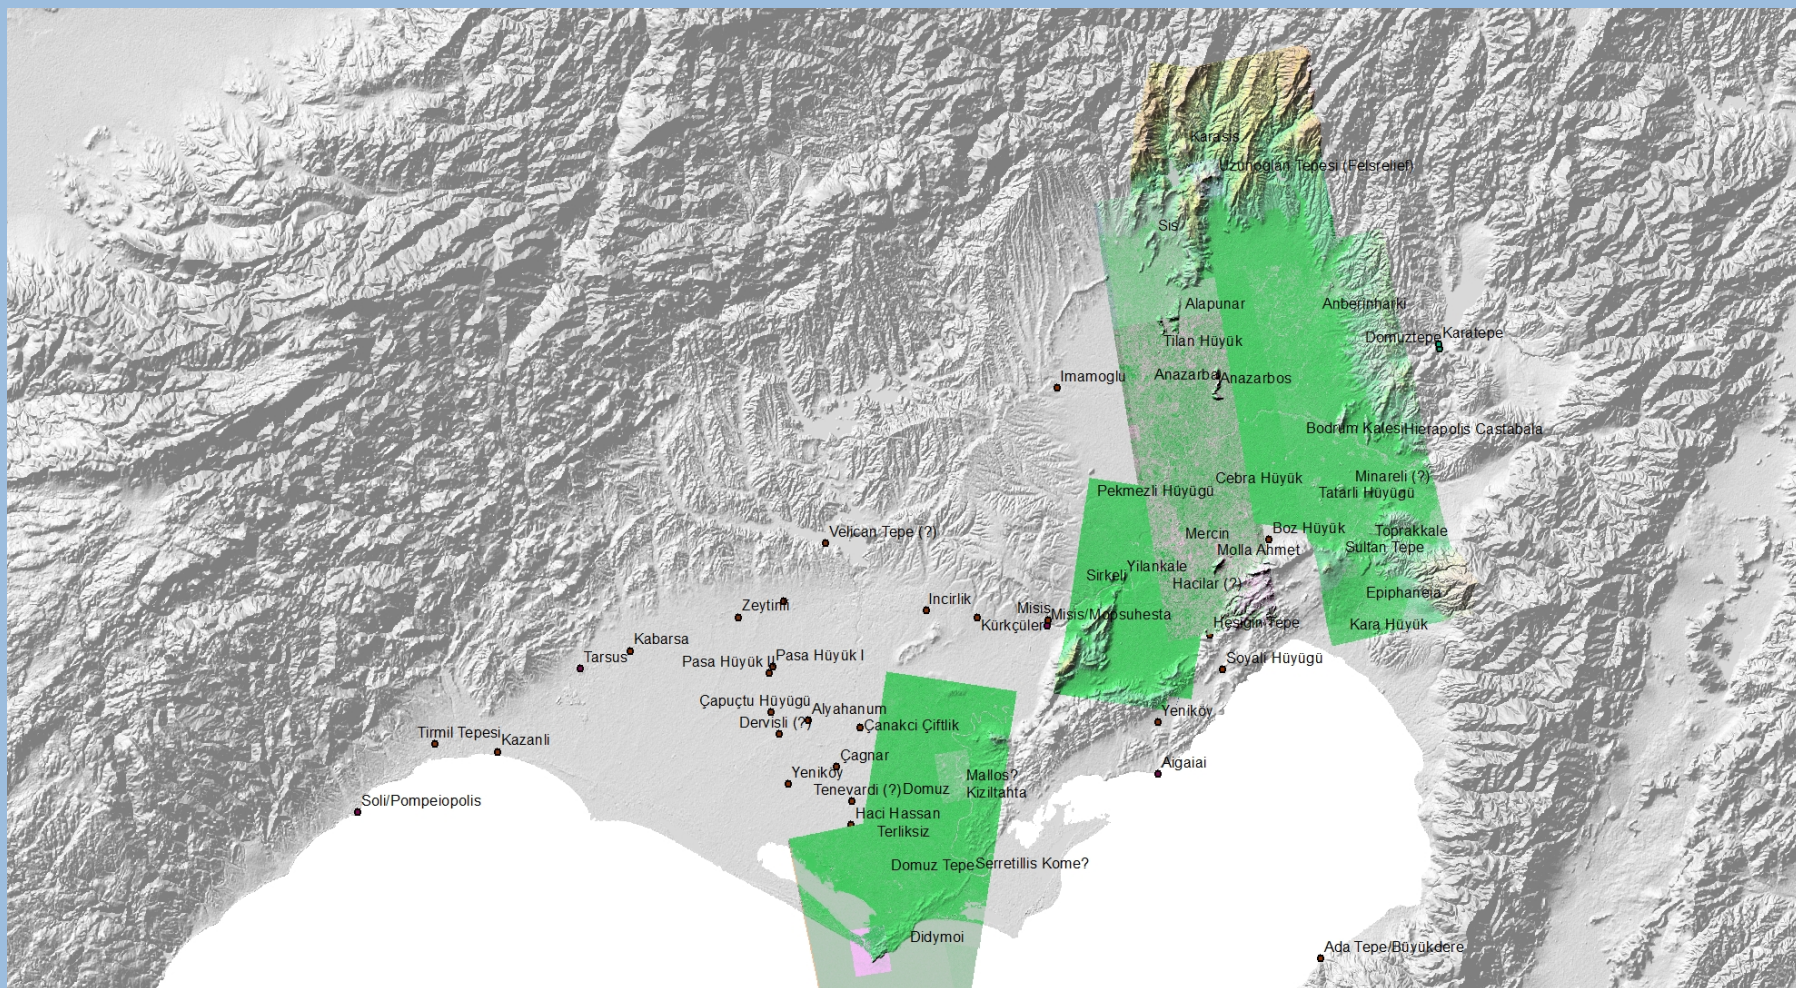 Karasis
Uzunoglan Tepesi (Felsrelief)
Sis
Alapunar
Anberinharki
Tilan Hüyük
Domuztepe
Karatepe
Imamoglu
Anazarba
Anazarbos
Bodrum Kalesi
Hierapolis Castabala
Cebra Hüyük
Minareli (?)
Pekmezli Hüyügü
Tatarli Hüyügü
Velican Tepe (?)
Mercin
Boz Hüyük
Toprakkale
Molla Ahmet
Sultan Tepe
Sirkeli
Yilankale
Hacilar (?)
Epiphaneia
Zeytinli
Incirlik
Misis
Misis/Mopsuhesta
Kürkçüler
Hesigin Tepe
Kara Hüyük
Kabarsa
Tarsus
Pasa Hüyük II
Pasa Hüyük I
Soyali Hüyügü
Çapuçtu Hüyügü
Alyahanum
Dervisli (?)
Çanakci Çiftlik
Yeniköy
Tirmil Tepesi
Kazanli
Çagnar
Aigaiai
Yeniköy
Mallos?
Tenevardi (?)
Domuz
Kiziltahta
Soli/Pompeiopolis
Haci Hassan
Terliksiz
Domuz Tepe
Serretillis Kome?
Didymoi
Ada Tepe/Büyükdere